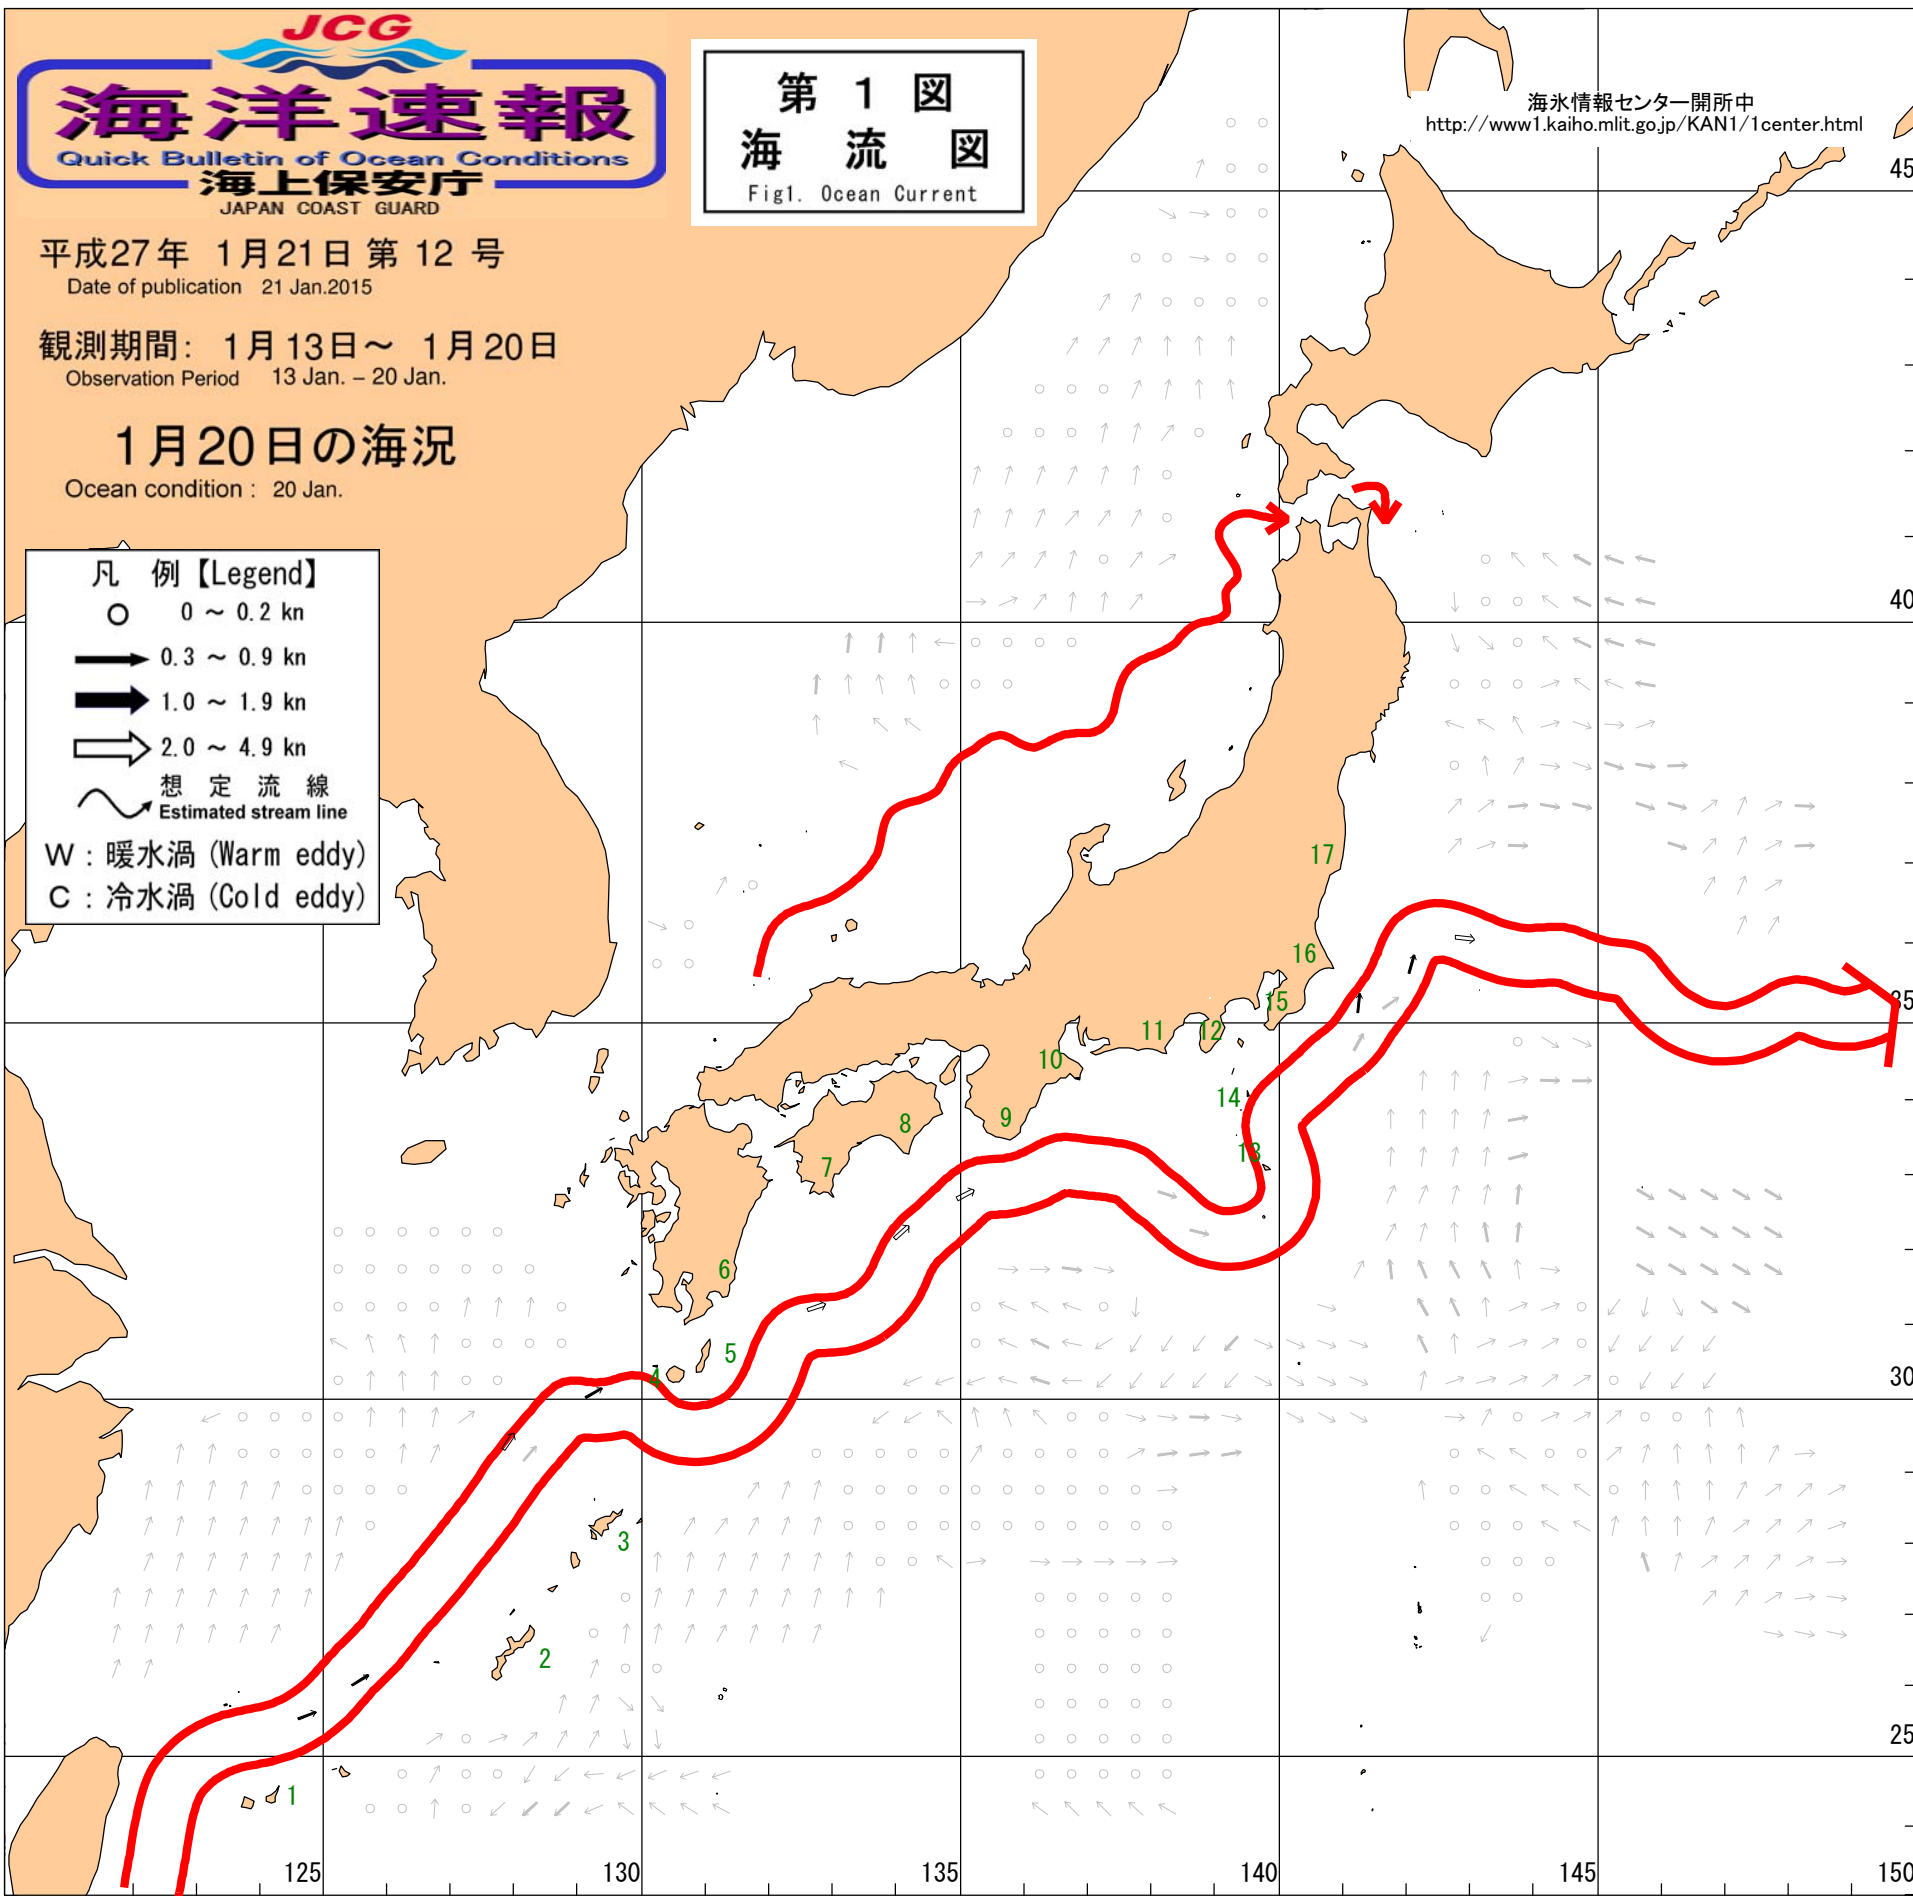 JCG
海洋速報
Quick Bulletin of Ocean Conditions
海上保安庁
JAPAN COAST GUARD
第 1 図
海 流 図
Fig1. Ocean Current
海氷情報センター開所中
http://www1.kaiho.mlit.go.jp/KAN1/1center.html
平成27年 1月21日 第 12 号
Date of publication 21 Jan.2015
観測期間: 1月13日～ 1月20日
Observation Period 13 Jan. – 20 Jan.
1月20日の海況
Ocean condition : 20 Jan.
凡 例【Legend】
0 ～ 0.2 kn
0.3 ～ 0.9 kn
1.0 ～ 1.9 kn
2.0 ～ 4.9 kn
想 定 流 線
Estimated stream line
W : 暖水渦 (Warm eddy)
C : 冷水渦 (Cold eddy)
45
40
35
30
25
17
16
15
12
11
10
14
9
8
13
7
6
5
4
3
2
1
125
130
135
140
145
150